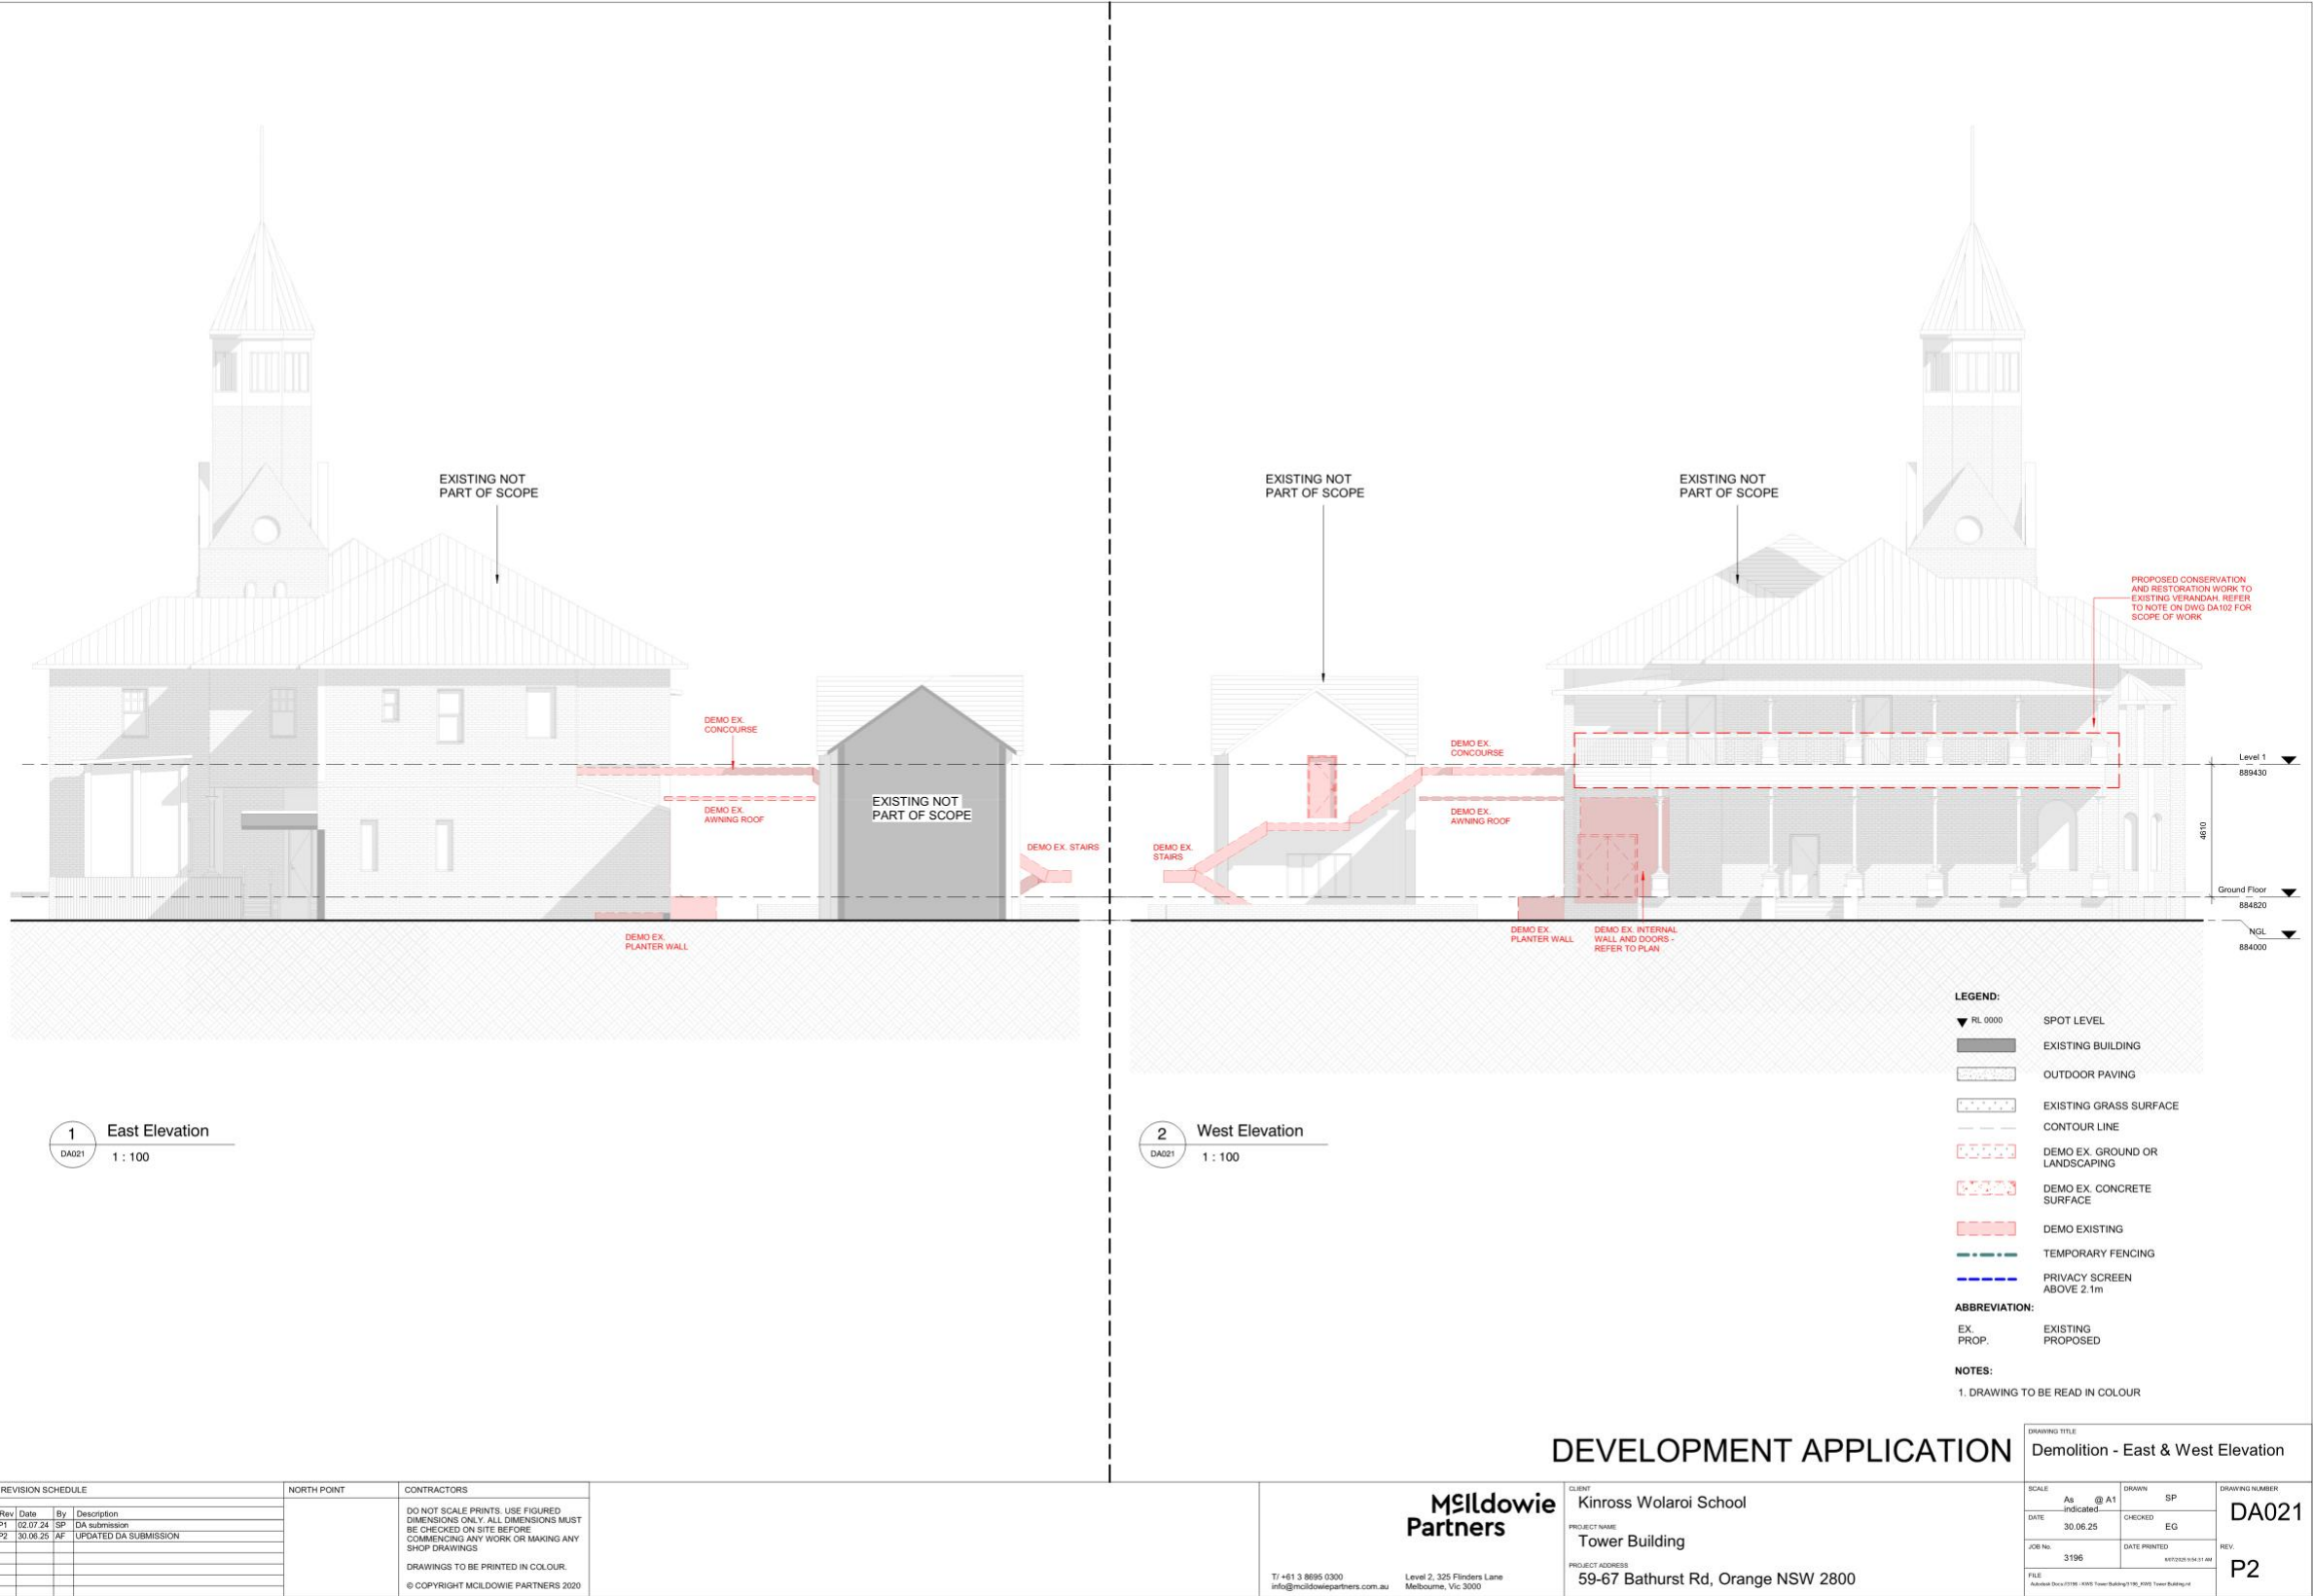 EXISTING NOT
PART OF SCOPE
DEMO EX.
CONCOURSE
DEMO EX.
AWNING ROOF
EXISTING NOT
PART OF SCOPE
DEMO EX. STAIRS
DEMO EX.
PLANTER WALL
EXISTING NOT
PART OF SCOPE
EXISTING NOT
PART OF SCOPE
PROPOSED CONSERVATION
AND RESTORATION WORK TO
EXISTING VERANDAH. REFER
TO NOTE ON DWG DA102 FOR
SCOPE OF WORK
DEMO EX.
CONCOURSE
DEMO EX.
AWNING ROOF
DEMO EX.
STAIRS
DEMO EX.
PLANTER WALL
DEMO EX. INTERNAL
WALL AND DOORS -
REFER TO PLAN
Level 1
889430
4610
Ground Floor
884820
NGL
884000
1
DA021
East Elevation
1 : 100
2
DA021
West Elevation
1 : 100
LEGEND:
RL 0000 SPOT LEVEL
EXISTING BUILDING
OUTDOOR PAVING
EXISTING GRASS SURFACE
CONTOUR LINE
DEMO EX. GROUND OR
LANDSCAPING
DEMO EX. CONCRETE
SURFACE
DEMO EXISTING
TEMPORARY FENCING
PRIVACY SCREEN
ABOVE 2.1m
ABBREVIATION:
EX. EXISTING
PROP. PROPOSED
NOTES:
1. DRAWING TO BE READ IN COLOUR
DEVELOPMENT APPLICATION
REVISION SCHEDULE
Rev Date By Description
P1 02.07.24 SP DA submission
P2 30.06.25 AF UPDATED DA SUBMISSION
NORTH POINT
CONTRACTORS
DO NOT SCALE PRINTS. USE FIGURED
DIMENSIONS ONLY. ALL DIMENSIONS MUST
BE CHECKED ON SITE BEFORE
COMMENCING ANY WORK OR MAKING ANY
SHOP DRAWINGS
DRAWINGS TO BE PRINTED IN COLOUR.
© COPYRIGHT MCILDOWIE PARTNERS 2020
McIldowie
Partners
T/ +61 3 8695 0300
info@mcildowiepartners.com.au
Level 2, 325 Flinders Lane
Melbourne, Vic 3000
CLIENT
Kinross Wolaroi School
PROJECT NAME
Tower Building
PROJECT ADDRESS
59-67 Bathurst Rd, Orange NSW 2800
DRAWING TITLE
Demolition - East & West Elevation
SCALE
As indicated @ A1
DRAWN
SP
DATE
30.06.25
CHECKED
EG
JOB No.
3196
DATE PRINTED
FILE
DRAWING NUMBER
DA021
REV.
P2